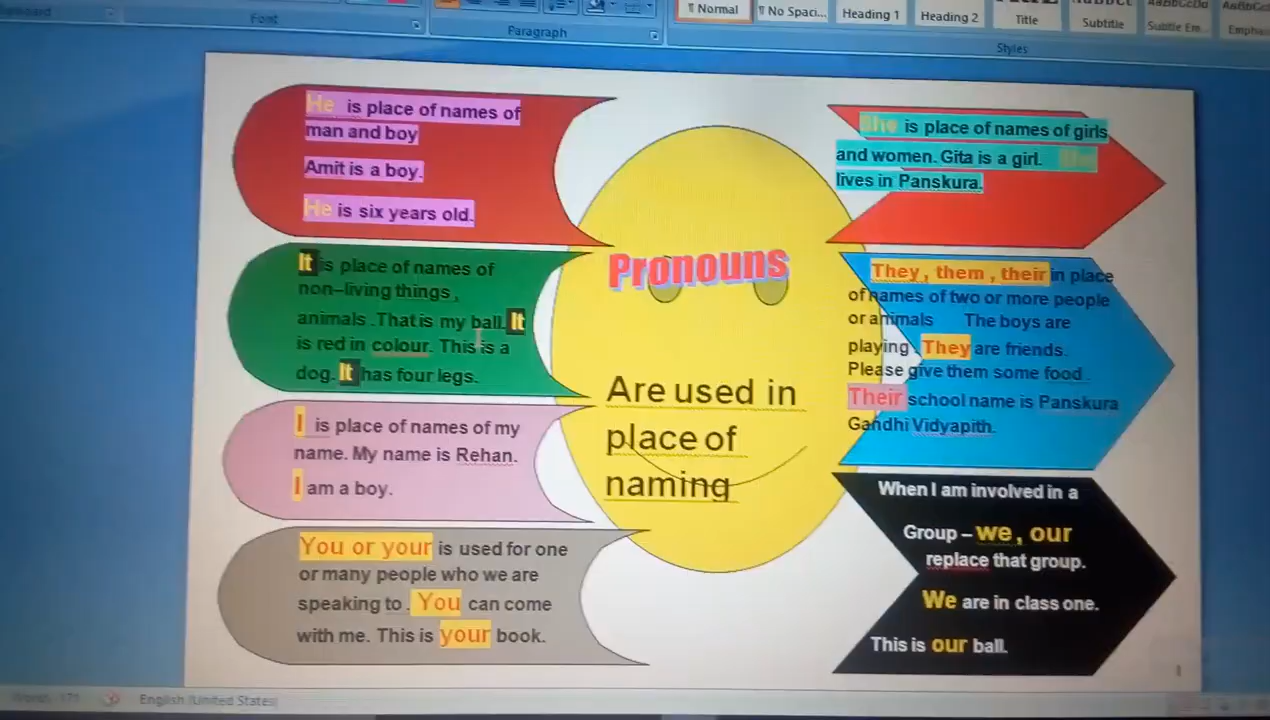 Font
Paragraph
Styles
¶ Normal
¶ No Spaci...
Heading 1
Heading 2
Title
Subtitle
Subtle Em...
He is place of names of
man and boy
Amit is a boy.
He is six years old.
It is place of names of
non–living things ,
animals .That is my ball. It
is red in colour. This is a
dog. It has four legs.
I is place of names of my
name. My name is Rehan.
I am a boy.
You or your is used for one
or many people who we are
speaking to . You can come
with me. This is your book.
Pronouns
Are used in
place of
naming
She is place of names of girls
and women. Gita is a girl. She
lives in Panskura.
They , them , their in place
of names of two or more people
or animals The boys are
playing . They are friends.
Please give them some food .
Their school name is Panskura
Gandhi Vidyapith.
When I am involved in a
Group – we , our
replace that group.
We are in class one.
This is our ball.
Words: 171
English (United States)